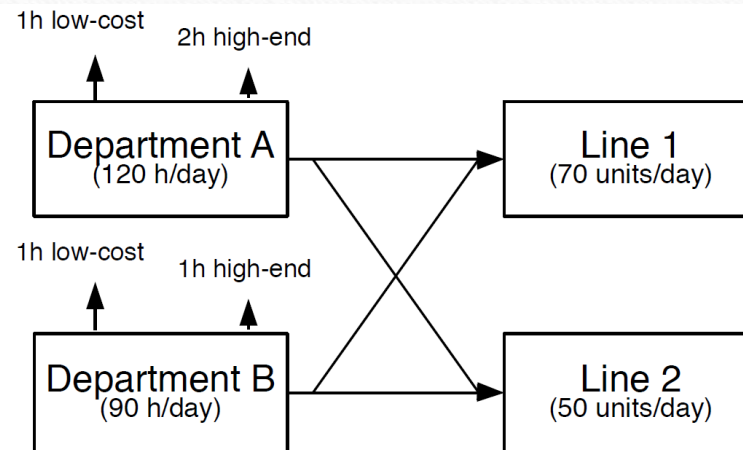 1h low-cost
2h high-end
Department A
(120 h/day)
Line 1
(70 units/day)
1h low-cost
1h high-end
Department B
(90 h/day)
Line 2
(50 units/day)